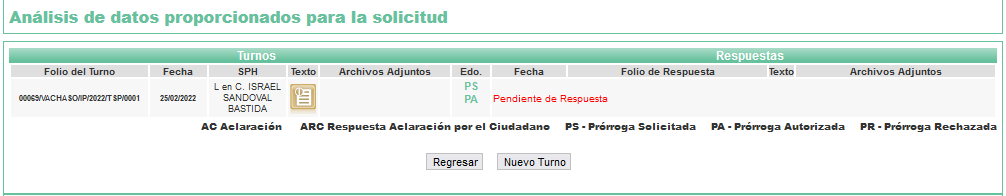 Análisis de datos proporcionados para la solicitud
Turnos Respuestas
Folio del Turno Fecha SPH Texto Archivos Adjuntos Edo. Fecha Folio de Respuesta Texto Archivos Adjuntos
L en C. ISRAEL PS
00069/VACHASO/IP/2022/TSP/0001 25/02/2022 SANDOVAL PA Pendiente de Respuesta
BASTIDA
AC Aclaración ARC Respuesta Aclaración por el Ciudadano PS - Prórroga Solicitada PA - Prórroga Autorizada PR - Prórroga Rechazada
Regresar Nuevo Turno